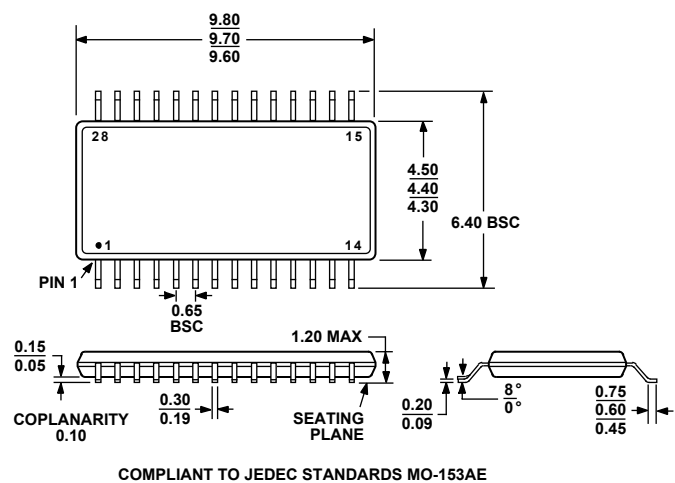 9.80
9.70
9.60
28
15
4.50
4.40
4.30
6.40 BSC
1
14
PIN 1
0.65
BSC
0.15
0.05
1.20 MAX
COPLANARITY
0.10
0.30
0.19
SEATING
PLANE
0.20
0.09
8°
0°
0.75
0.60
0.45
COMPLIANT TO JEDEC STANDARDS MO-153AE